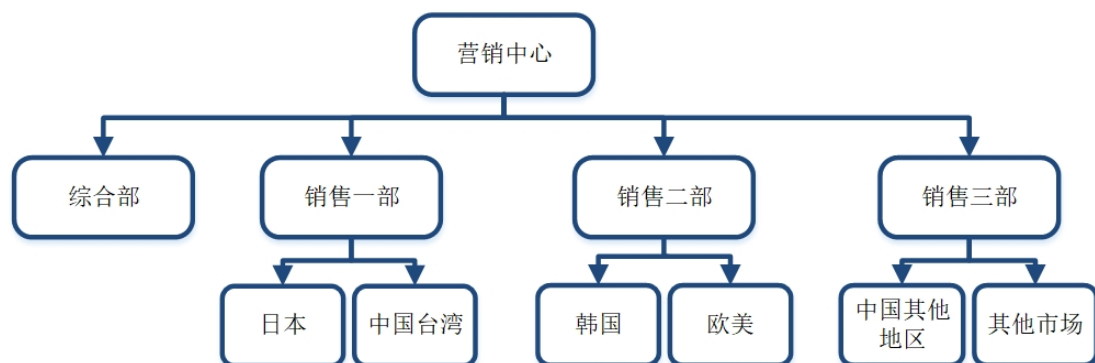 营销中心
综合部
销售一部
销售二部
销售三部
日本
中国台湾
韩国
欧美
中国其他
地区
其他市场